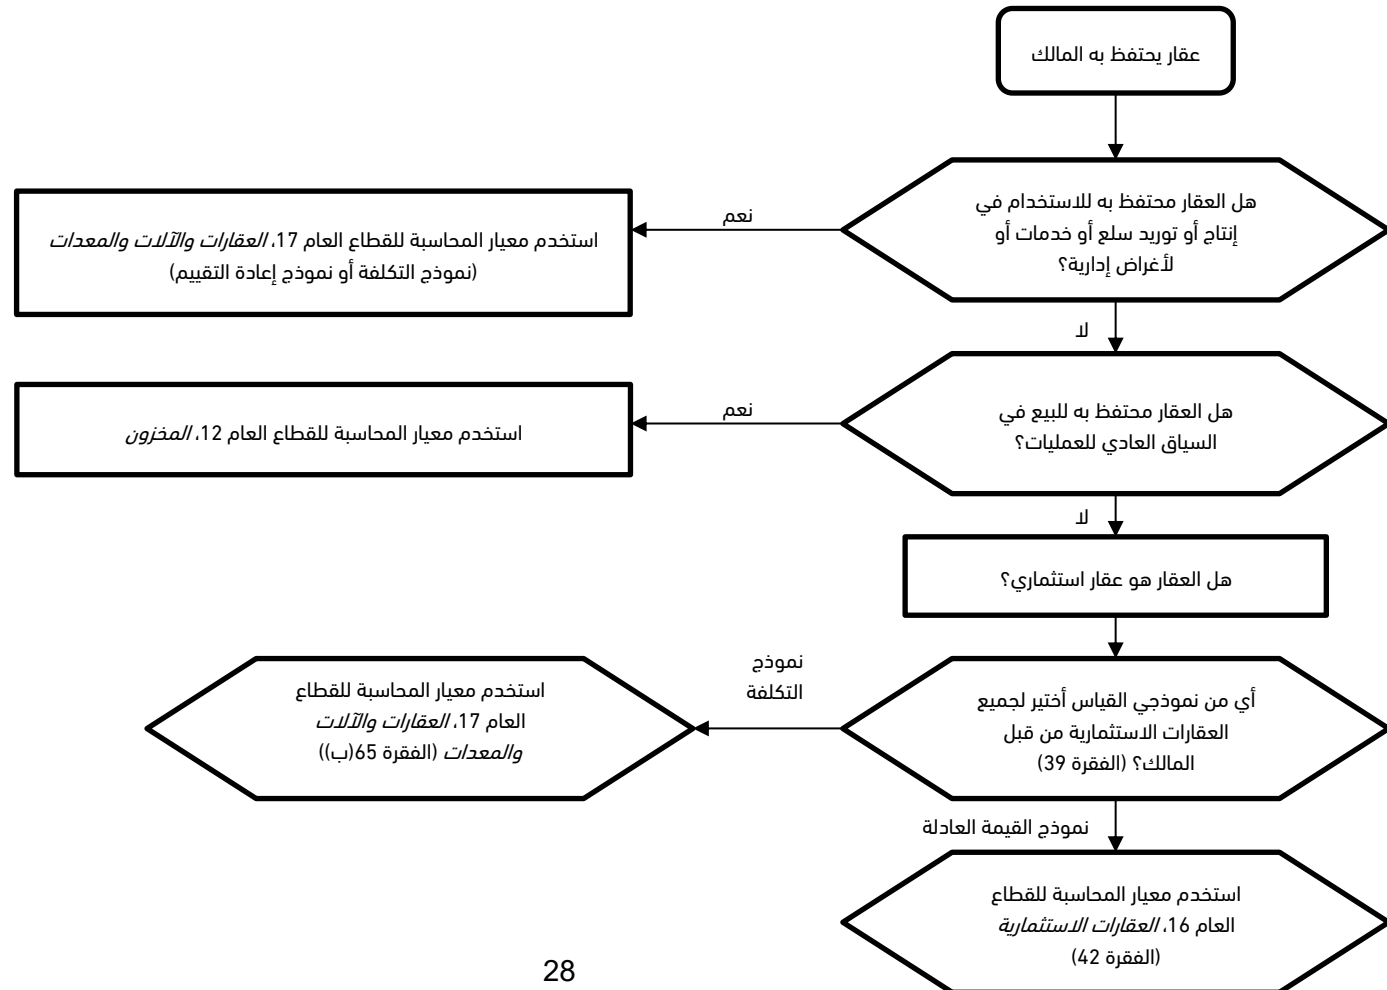 عقار يحتفظ به المالك
هل العقار محتفظ به للاستخدام في
إنتاج أو توريد سلع أو خدمات أو
لأغراض إدارية؟
نعم
استخدم معيار المحاسبة للقطاع العام 17، العقارات والآلات والمعدات
(نموذج التكلفة أو نموذج إعادة التقييم)
لا
هل العقار محتفظ به للبيع في
السياق العادي للعمليات؟
نعم
استخدم معيار المحاسبة للقطاع العام 12، المخزون
لا
هل العقار هو عقار استثماري؟
أي من نموذجي القياس أختير لجميع
العقارات الاستثمارية من قبل
المالك؟ (الفقرة 39)
نموذج
التكلفة
استخدم معيار المحاسبة للقطاع
العام 17، العقارات والآلات
والمعدات (الفقرة 65(ب))
نموذج القيمة العادلة
استخدم معيار المحاسبة للقطاع
العام 16، العقارات الاستثمارية
(الفقرة 42)
28